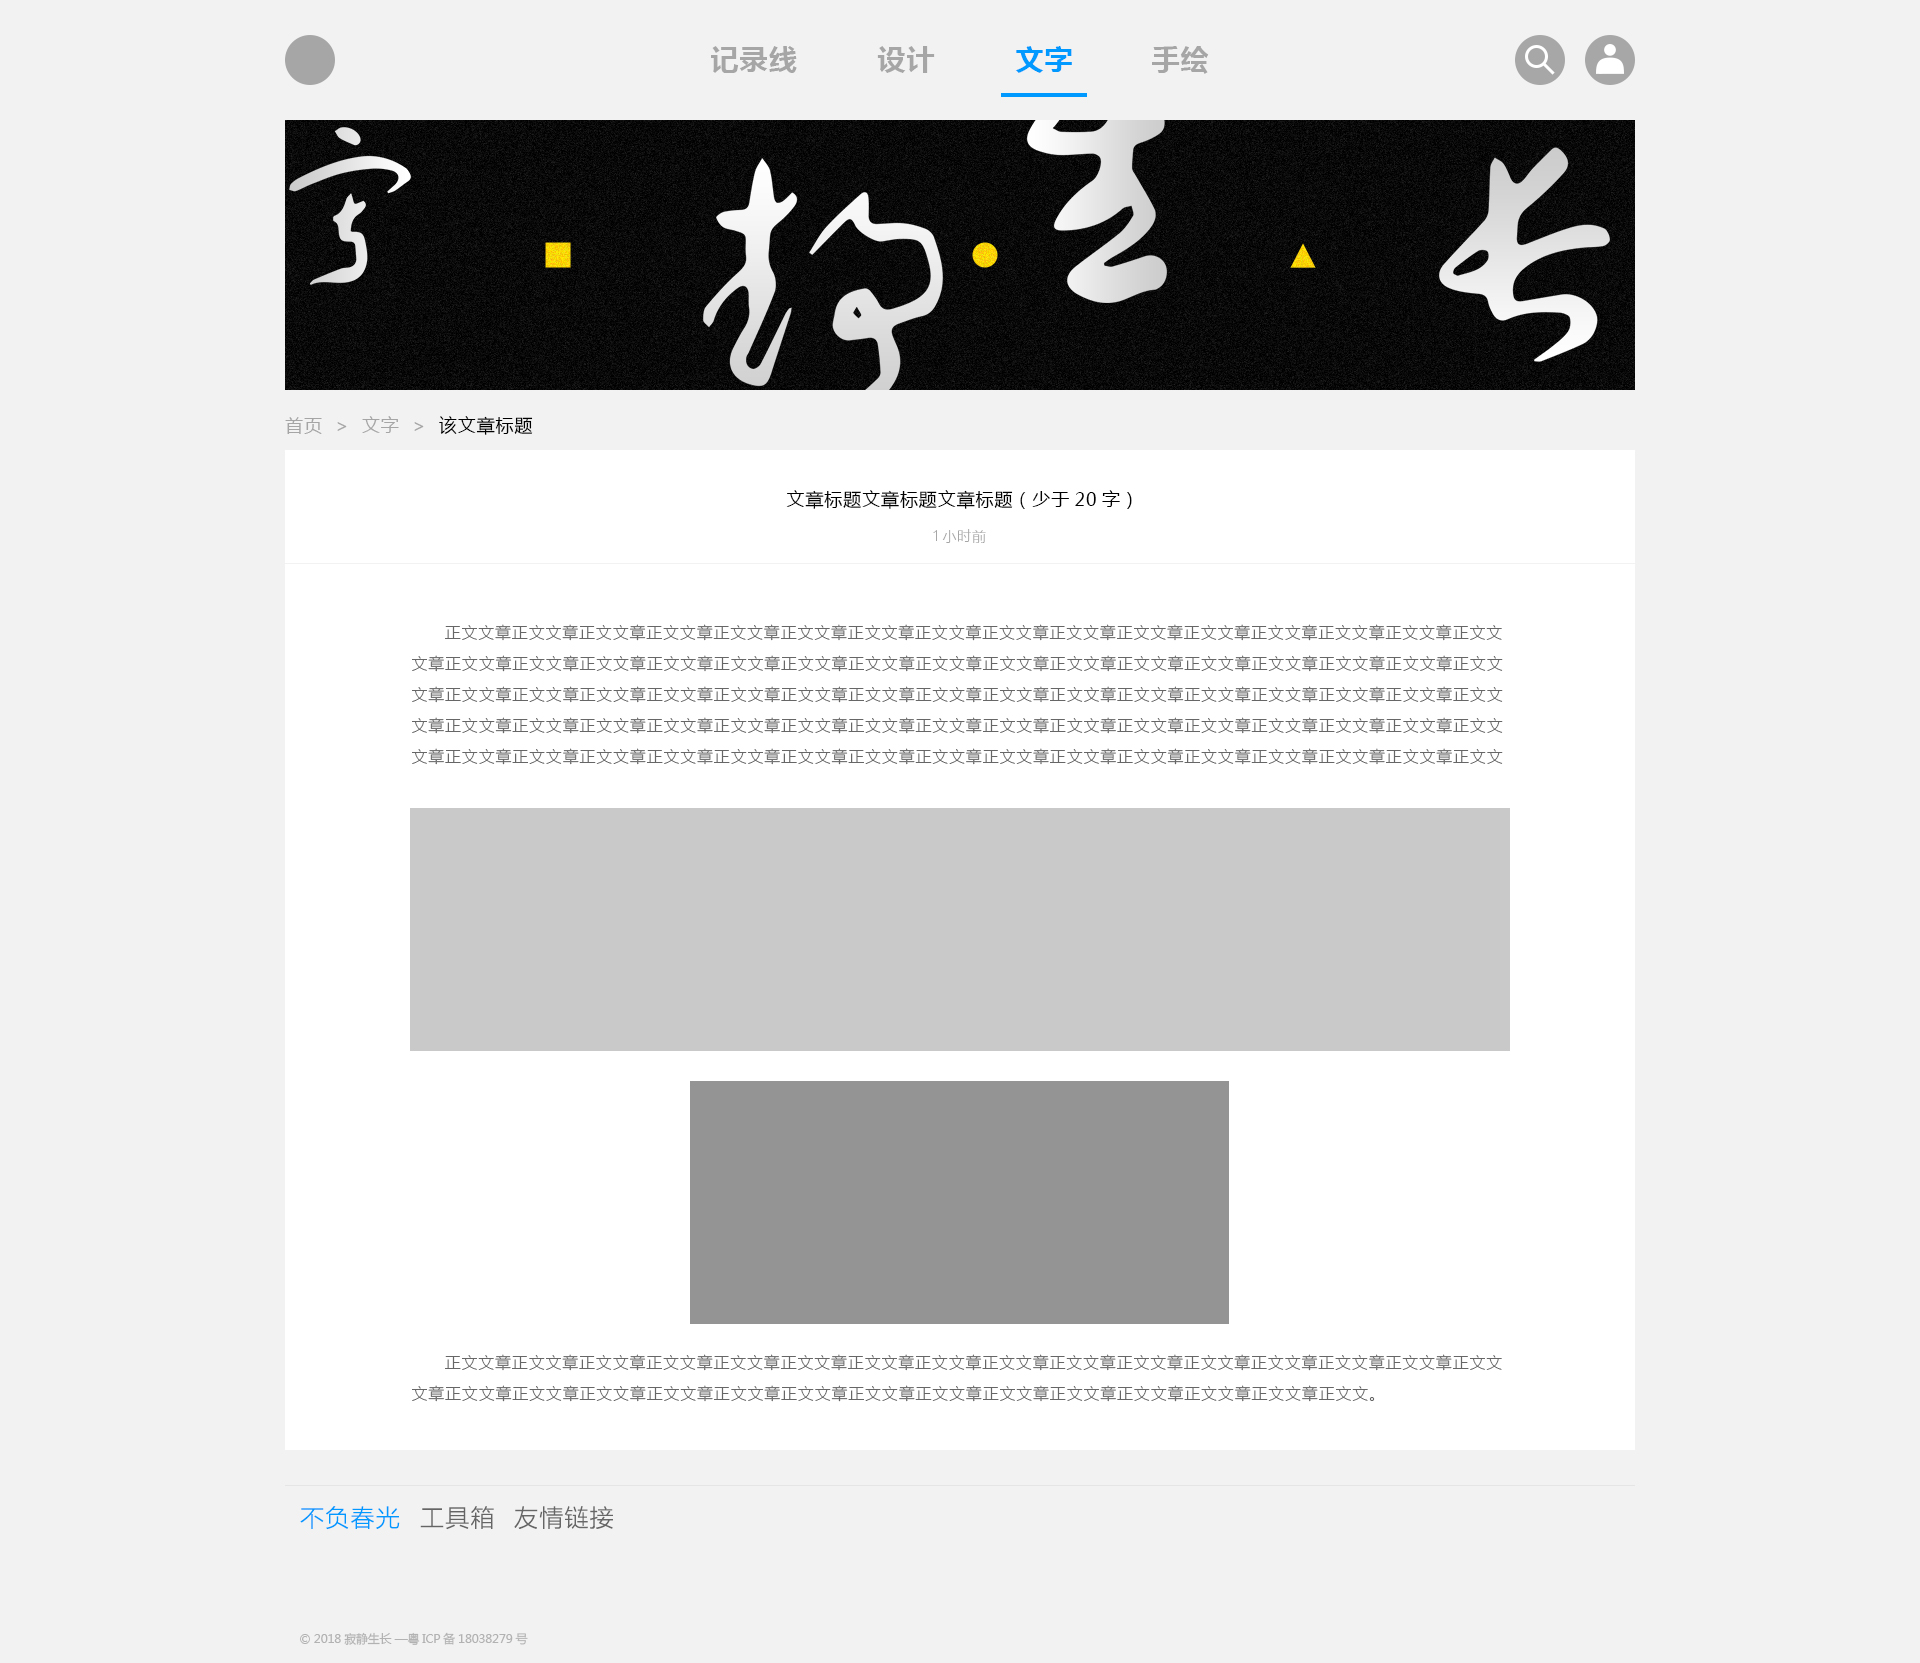 记录线 设计 文字 手绘
寂 静 生 长
首页 > 文字 > 该文章标题
文章标题文章标题文章标题（少于 20 字）
1 小时前
正文文章正文文章正文文章正文文章正文文章正文文章正文文章正文文章正文文章正文文章正文文章正文文章正文文章正文文章正文文章正文文
文章正文文章正文文章正文文章正文文章正文文章正文文章正文文章正文文章正文文章正文文章正文文章正文文章正文文章正文文章正文文章正文文
文章正文文章正文文章正文文章正文文章正文文章正文文章正文文章正文文章正文文章正文文章正文文章正文文章正文文章正文文章正文文章正文文
文章正文文章正文文章正文文章正文文章正文文章正文文章正文文章正文文章正文文章正文文章正文文章正文文章正文文章正文文章正文文章正文文
文章正文文章正文文章正文文章正文文章正文文章正文文章正文文章正文文章正文文章正文文章正文文章正文文章正文文章正文文章正文文章正文文
正文文章正文文章正文文章正文文章正文文章正文文章正文文章正文文章正文文章正文文章正文文章正文文章正文文章正文文章正文文章正文文
文章正文文章正文文章正文文章正文文章正文文章正文文章正文文章正文文章正文文章正文文章正文文章正文文章正文文章正文文。
不负春光 工具箱 友情链接
© 2018 寂静生长 —粤 ICP 备 18038279 号